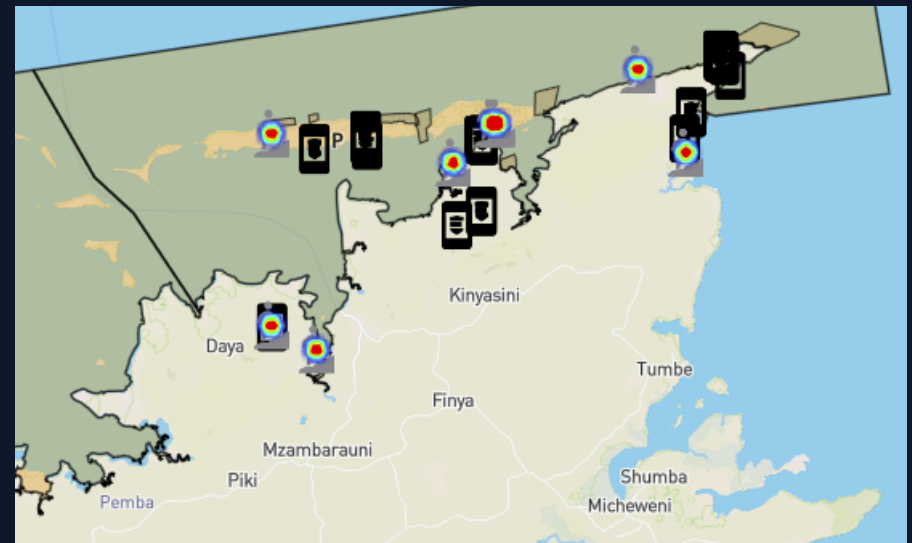 P
Kinyasini
Daya
Tumbe
Finya
Mzambarauni
Piki
Shumba
Pemba
Micheweni